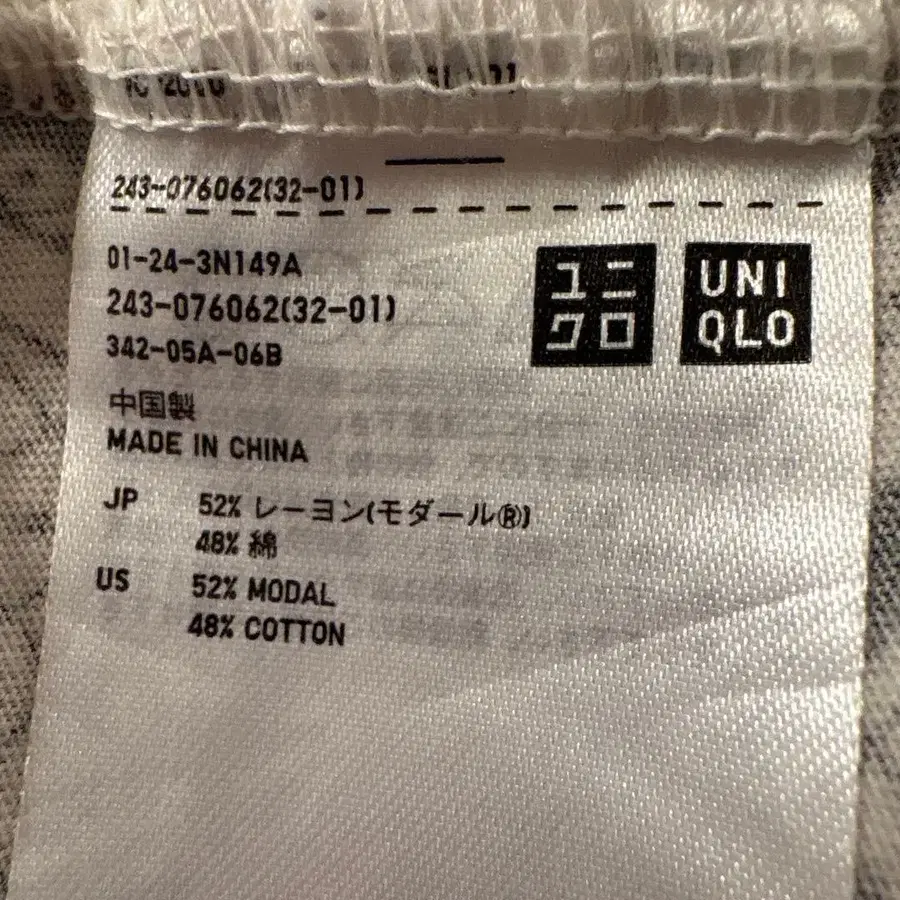 243-076062(32-01)
01-24-3N149A
243-076062(32-01)
342-05A-06B
中国製
MADE IN CHINA
JP 52% レーヨン(モダール®)
48% 綿
US 52% MODAL
48% COTTON
ユニ
クロ
UNI
QLO